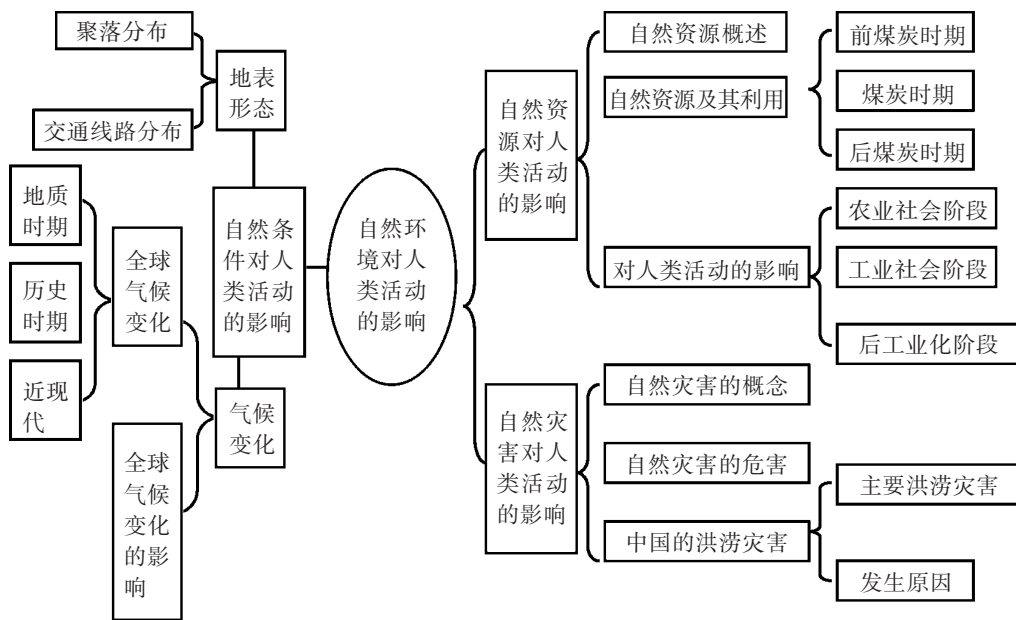 聚落分布
交通线路分布
地表
形态
地质
时期
历史
时期
近现
代
全球
气候
变化
全球
气候
变化
的影
响
气候
变化
自然条
件对人
类活动
的影响
自然环
境对人
类活动
的影响
自然资
源对人
类活动
的影响
自然资源概述
自然资源及其利用
前煤炭时期
煤炭时期
后煤炭时期
对人类活动的影响
农业社会阶段
工业社会阶段
后工业化阶段
自然灾
害对人
类活动
的影响
自然灾害的概念
自然灾害的危害
中国的洪涝灾害
主要洪涝灾害
发生原因